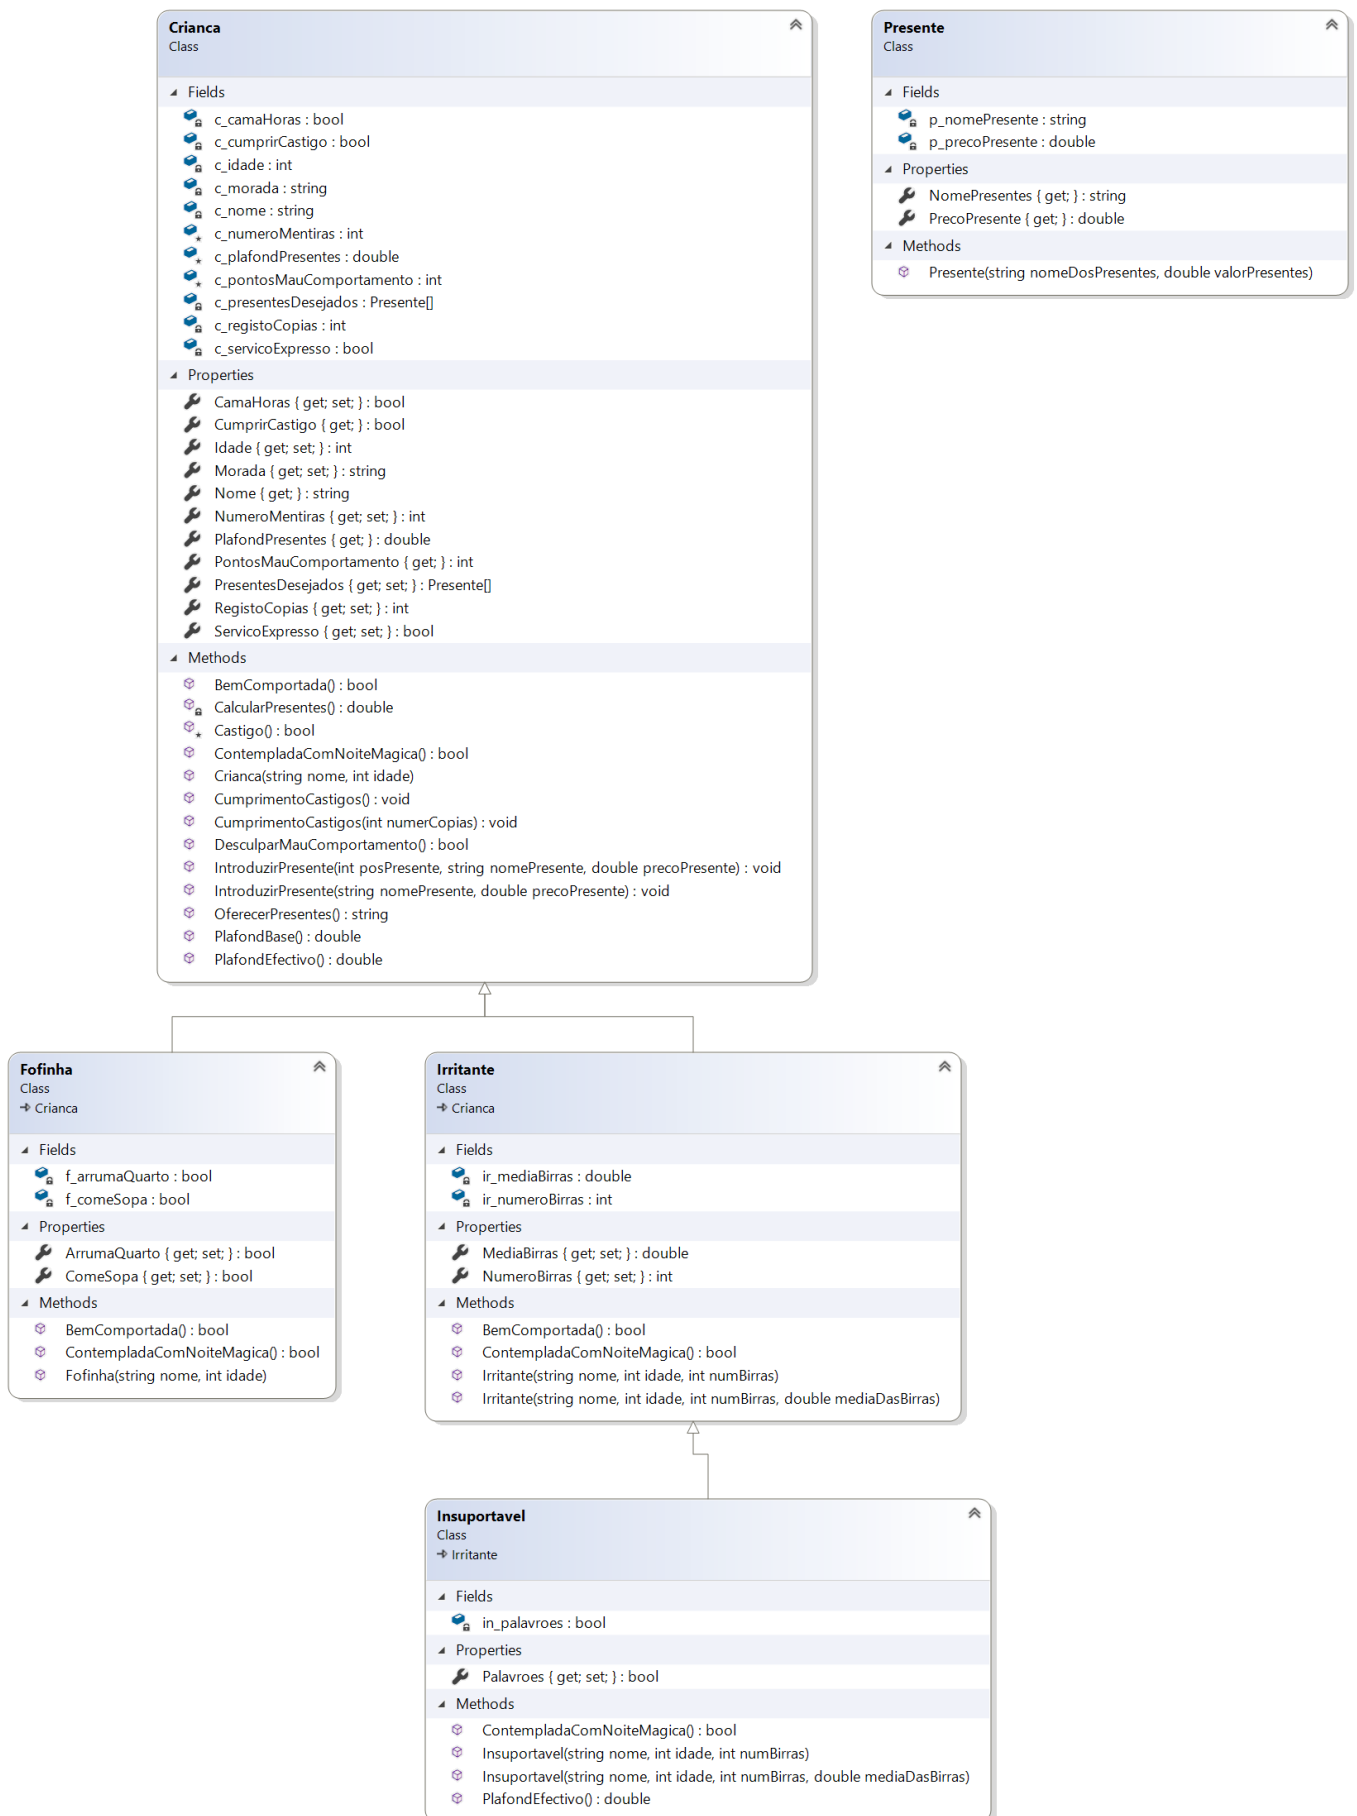 Crianca
Class
Fields
c_camaHoras : bool
c_cumprirCastigo : bool
c_idade : int
c_morada : string
c_nome : string
c_numeroMentiras : int
c_plafondPresentes : double
c_pontosMauComportamento : int
c_presentesDesejados : Presente[]
c_registoCopias : int
c_servicoExpresso : bool
Properties
CamaHoras { get; set; } : bool
CumprirCastigo { get; } : bool
Idade { get; set; } : int
Morada { get; set; } : string
Nome { get; } : string
NumeroMentiras { get; set; } : int
PlafondPresentes { get; } : double
PontosMauComportamento { get; } : int
PresentesDesejados { get; set; } : Presente[]
RegistoCopias { get; set; } : int
ServicoExpresso { get; set; } : bool
Methods
BemComportada() : bool
CalcularPresentes() : double
Castigo() : bool
ContempladaComNoiteMagica() : bool
Crianca(string nome, int idade)
CumprimentoCastigos() : void
CumprimentoCastigos(int numerCopias) : void
DesculparMauComportamento() : bool
IntroduzirPresente(int posPresente, string nomePresente, double precoPresente) : void
IntroduzirPresente(string nomePresente, double precoPresente) : void
OferecerPresentes() : string
PlafondBase() : double
PlafondEfectivo() : double
Presente
Class
Fields
p_nomePresente : string
p_precoPresente : double
Properties
NomePresentes { get; } : string
PrecoPresente { get; } : double
Methods
Presente(string nomeDosPresentes, double valorPresentes)
Fofinha
Class
Crianca
Fields
f_arrumaQuarto : bool
f_comeSopa : bool
Properties
ArrumaQuarto { get; set; } : bool
ComeSopa { get; set; } : bool
Methods
BemComportada() : bool
ContempladaComNoiteMagica() : bool
Fofinha(string nome, int idade)
Irritante
Class
Crianca
Fields
ir_mediaBirras : double
ir_numeroBirras : int
Properties
MediaBirras { get; set; } : double
NumeroBirras { get; set; } : int
Methods
BemComportada() : bool
ContempladaComNoiteMagica() : bool
Irritante(string nome, int idade, int numBirras)
Irritante(string nome, int idade, int numBirras, double mediaDasBirras)
Insuportavel
Class
Irritante
Fields
in_palavroes : bool
Properties
Palavroes { get; set; } : bool
Methods
ContempladaComNoiteMagica() : bool
Insuportavel(string nome, int idade, int numBirras)
Insuportavel(string nome, int idade, int numBirras, double mediaDasBirras)
PlafondEfectivo() : double